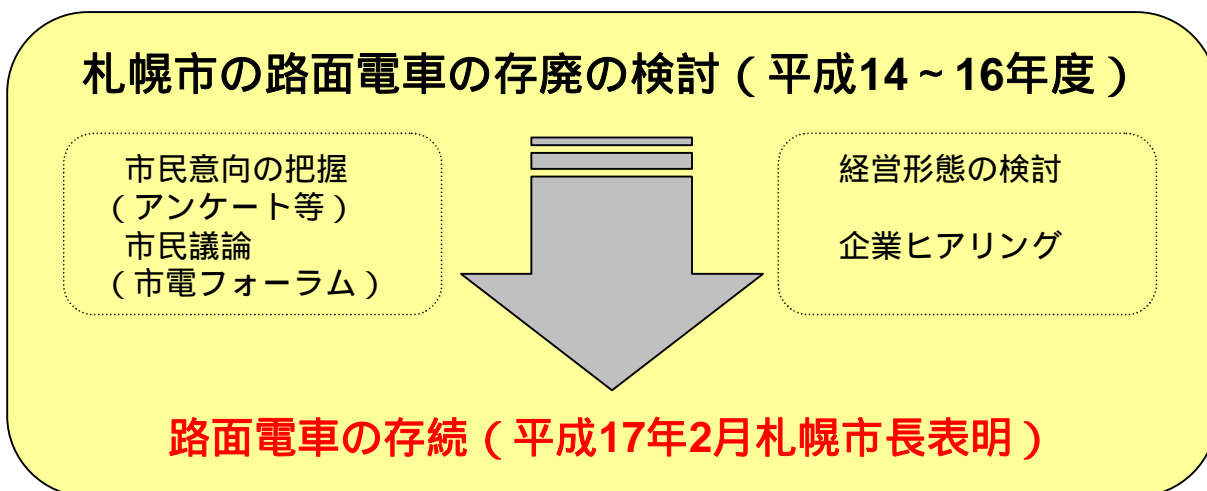 札幌市の路面電車の存廃の検討（平成14～16年度）
市民意向の把握
（アンケート等）
市民議論
（市電フォーラム）
経営形態の検討
企業ヒアリング
路面電車の存続（平成17年2月札幌市長表明）